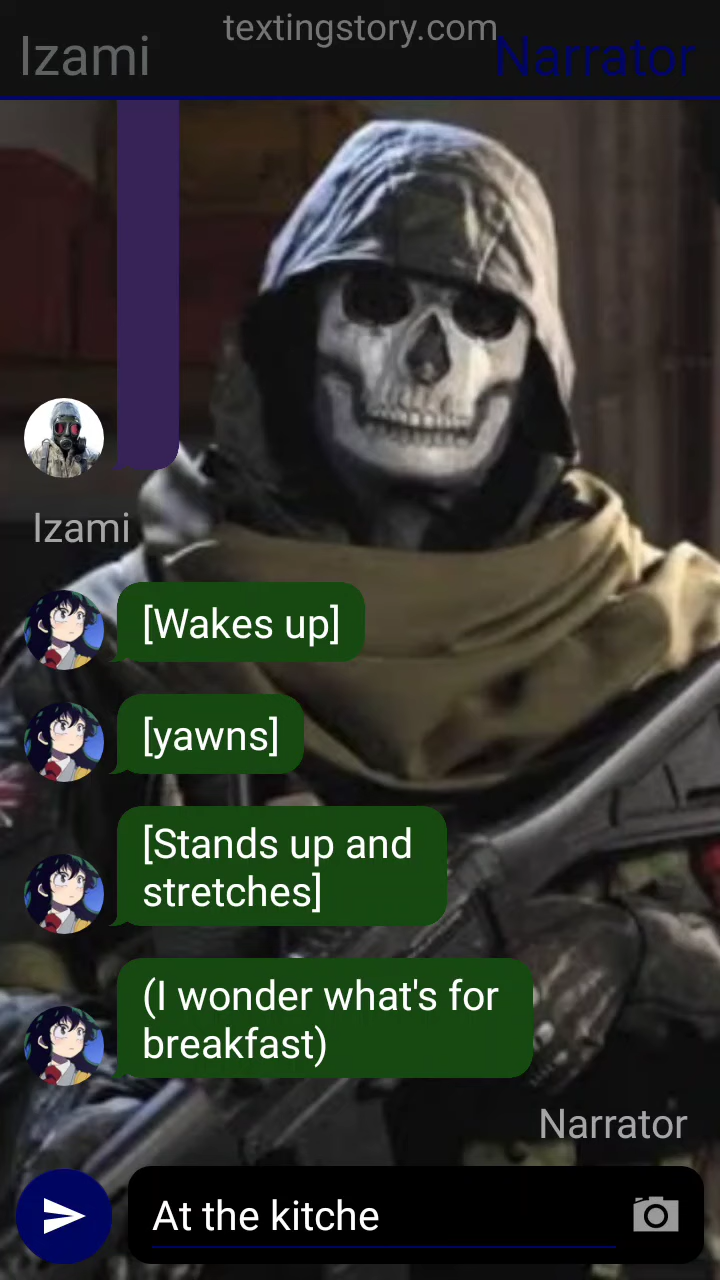 textingstory.com
Izami
Narrator
Izami
[Wakes up]
[yawns]
[Stands up and
stretches]
(I wonder what's for
breakfast)
Narrator
At the kitche